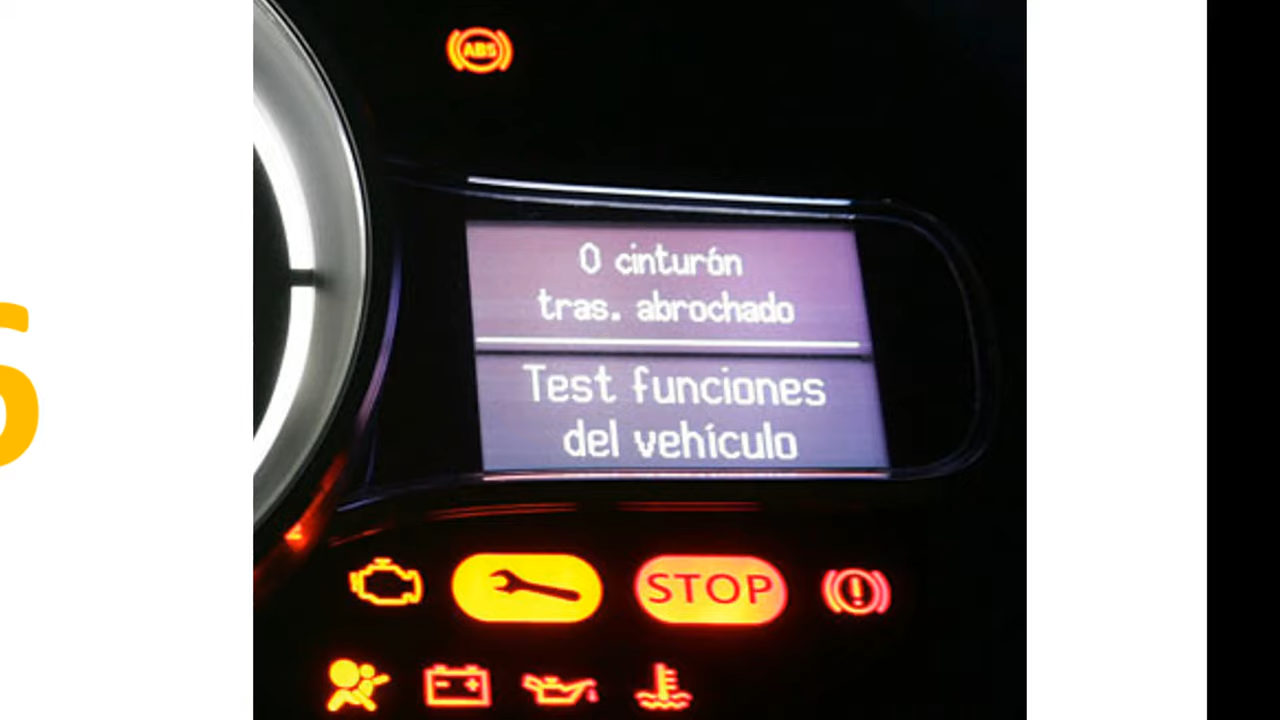 ABS
0 cinturón
tras. abrochado
Test funciones
del vehículo
STOP